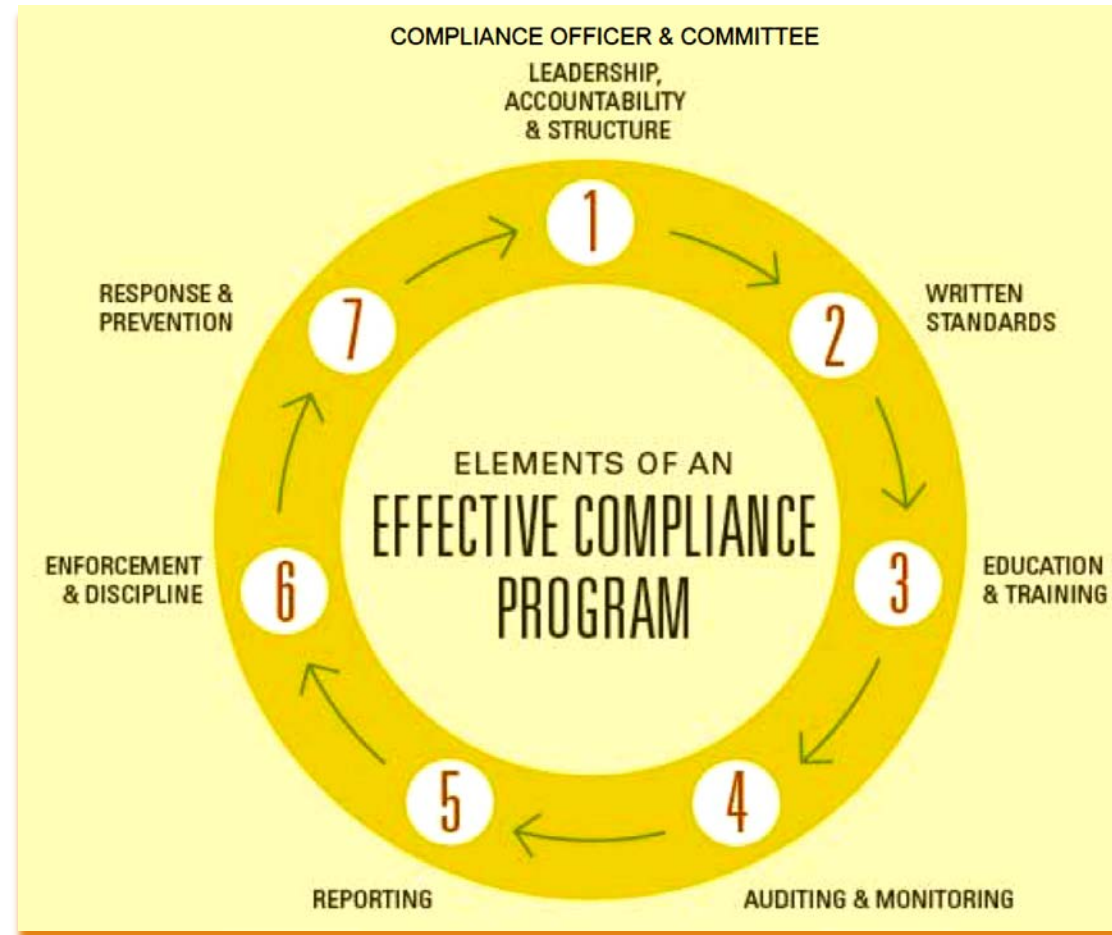 COMPLIANCE OFFICER & COMMITTEE
LEADERSHIP,
ACCOUNTABILITY
& STRUCTURE
1
WRITTEN
STANDARDS
2
EDUCATION
& TRAINING
3
AUDITING & MONITORING
4
REPORTING
5
ENFORCEMENT
& DISCIPLINE
6
RESPONSE &
PREVENTION
7
ELEMENTS OF AN
EFFECTIVE COMPLIANCE
PROGRAM